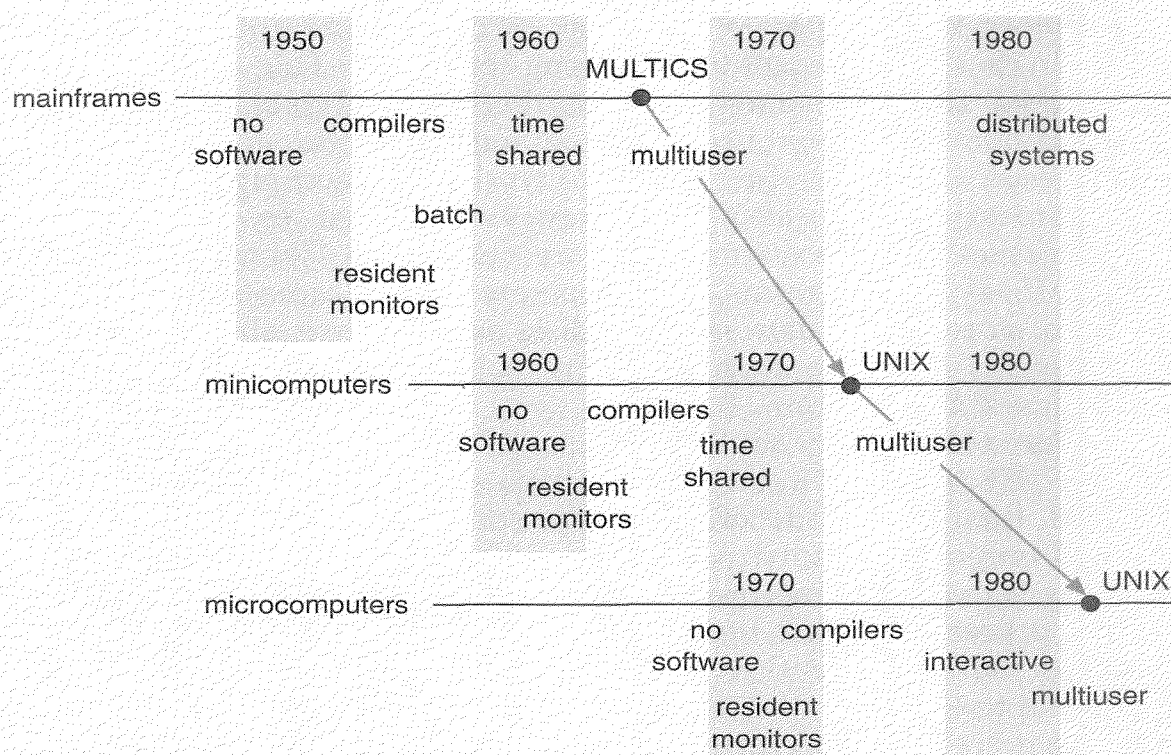 1950 1960 1970 1980
MULTICS
mainframes
no compilers time distributed
software shared multiuser systems
batch
resident
monitors
1960 1970 UNIX 1980
minicomputers
no compilers
software time multiuser
shared
resident
monitors
1970 1980 UNIX
microcomputers
no compilers
software interactive
multiuser
resident
monitors